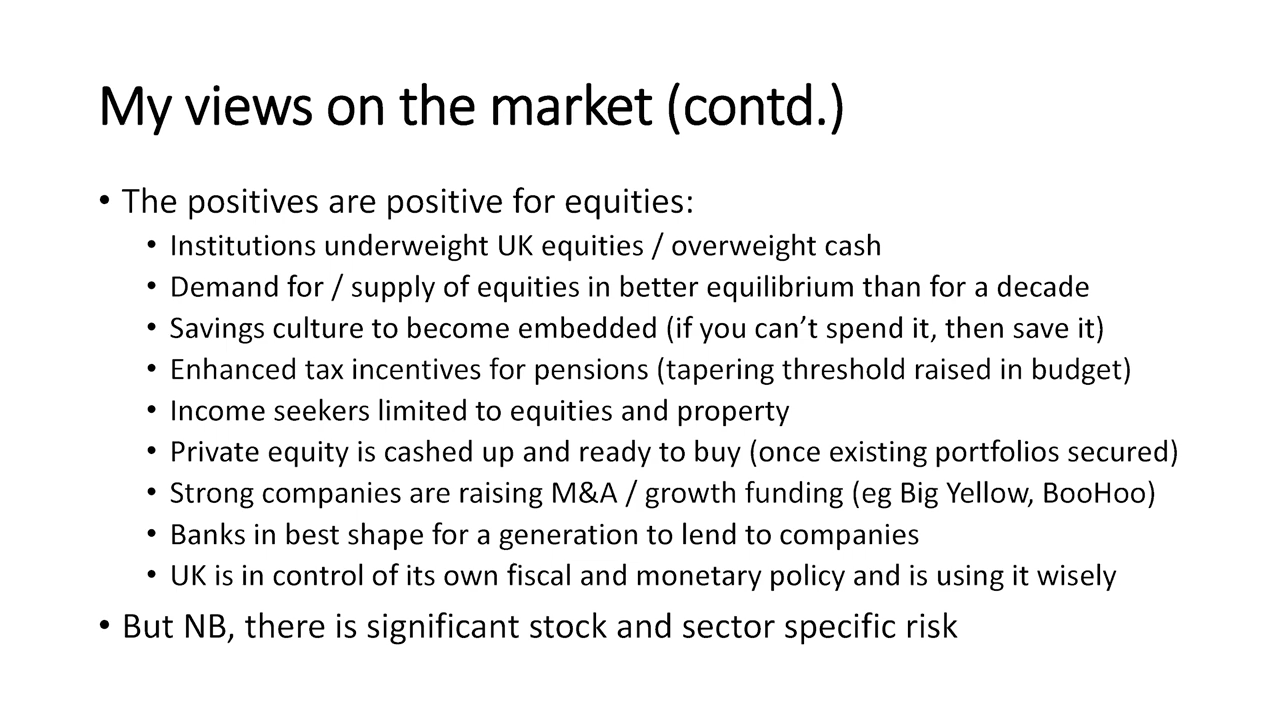 My views on the market (contd.)
• The positives are positive for equities:
• Institutions underweight UK equities / overweight cash
• Demand for / supply of equities in better equilibrium than for a decade
• Savings culture to become embedded (if you can’t spend it, then save it)
• Enhanced tax incentives for pensions (tapering threshold raised in budget)
• Income seekers limited to equities and property
• Private equity is cashed up and ready to buy (once existing portfolios secured)
• Strong companies are raising M&A / growth funding (eg Big Yellow, BooHoo)
• Banks in best shape for a generation to lend to companies
• UK is in control of its own fiscal and monetary policy and is using it wisely
• But NB, there is significant stock and sector specific risk